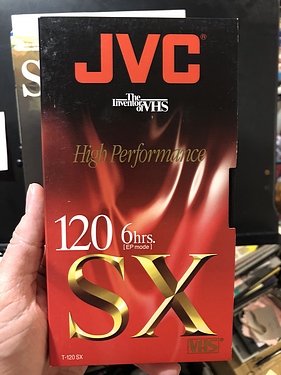 JVC®
The
Inventor
of VHS
High Performance
120 6hrs.
[EP mode]
SX
VHS
T-120 SX
S